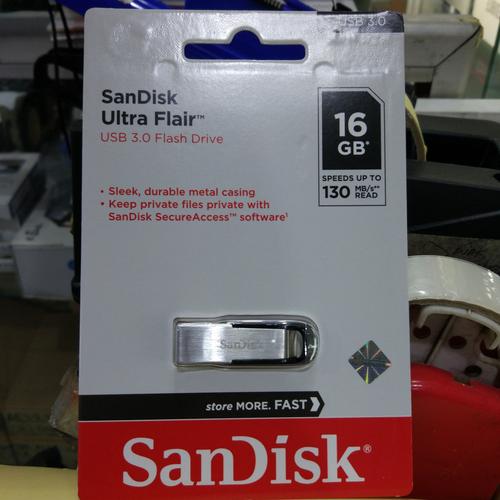 USB 3.0
SanDisk
Ultra Flair™
USB 3.0 Flash Drive
16
GB*
SPEEDS UP TO
130 MB/s**
READ
• Sleek, durable metal casing
• Keep private files private with
SanDisk SecureAccess™ software¹
SanDisk
store MORE. FAST
SanDisk®